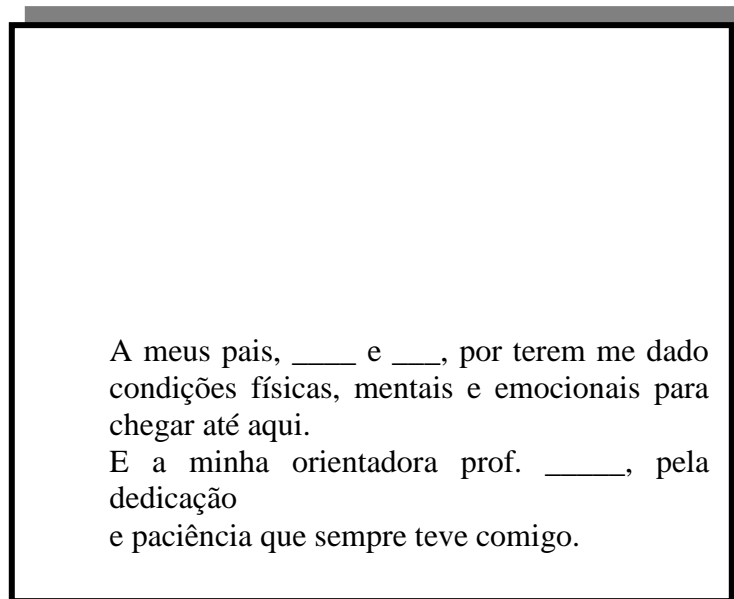 A meus pais, ____ e ___, por terem me dado
condições físicas, mentais e emocionais para
chegar até aqui.
E a minha orientadora prof. _____, pela
dedicação
e paciência que sempre teve comigo.